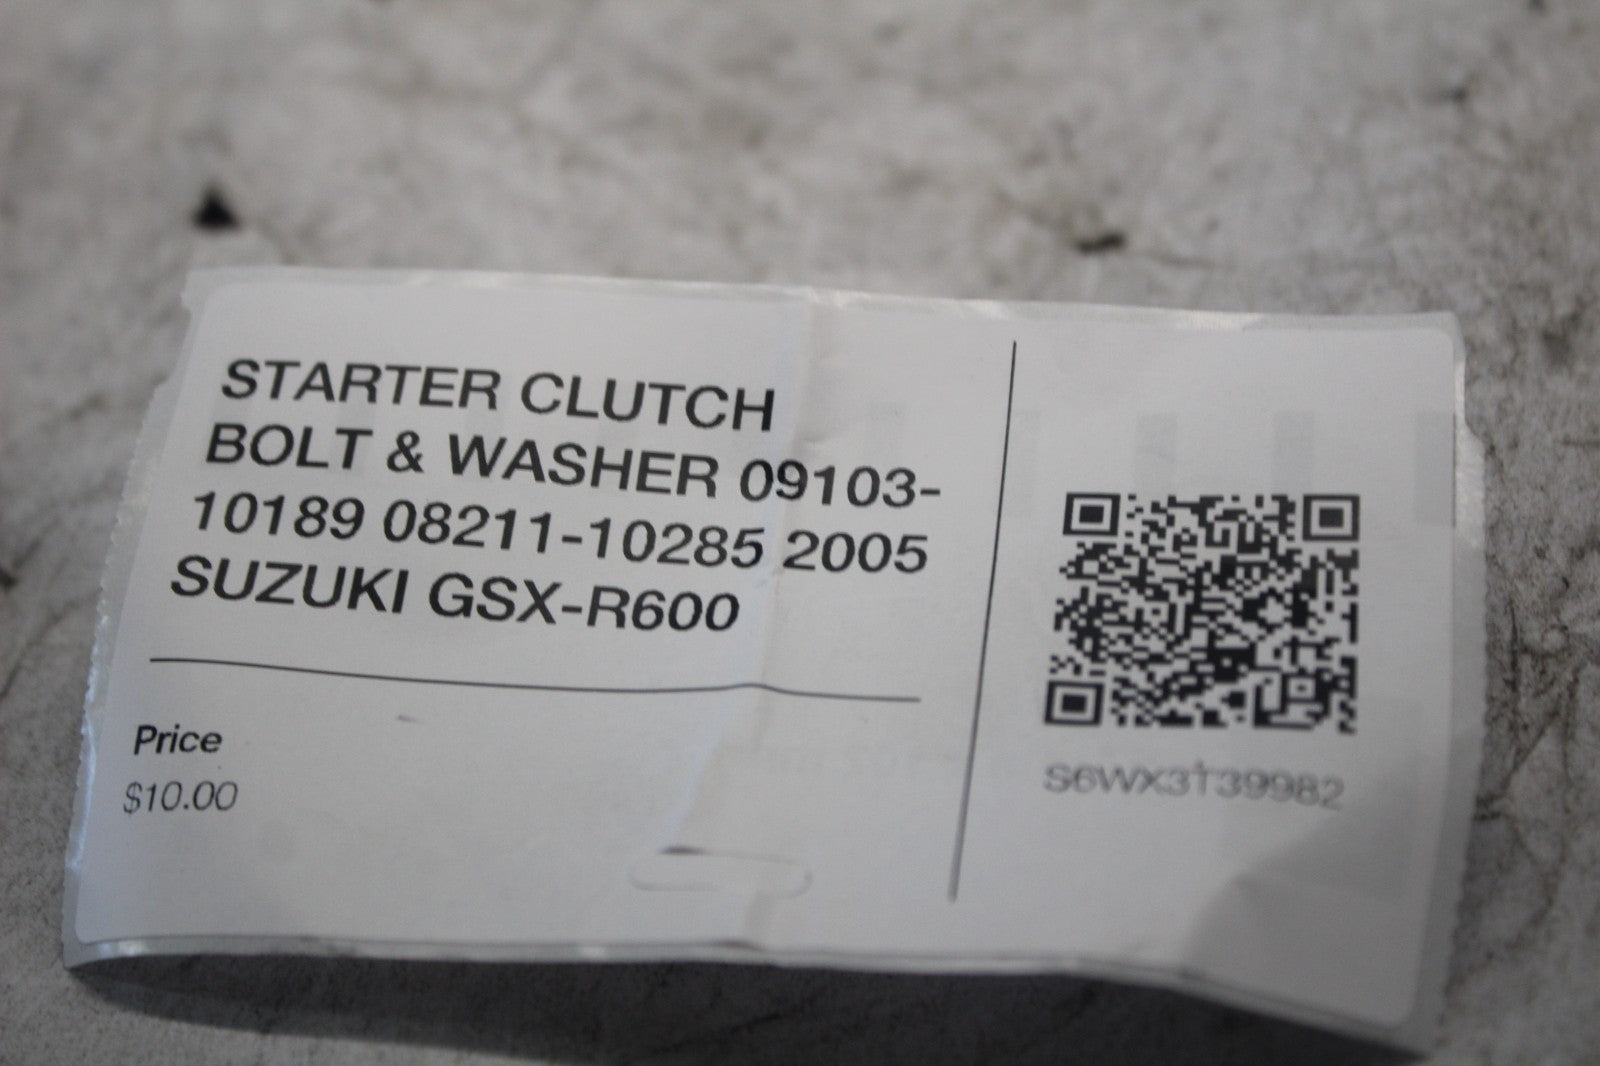 STARTER CLUTCH
BOLT & WASHER 09103-
10189 08211-10285 2005
SUZUKI GSX-R600
Price
$10.00
S6WX3T39982